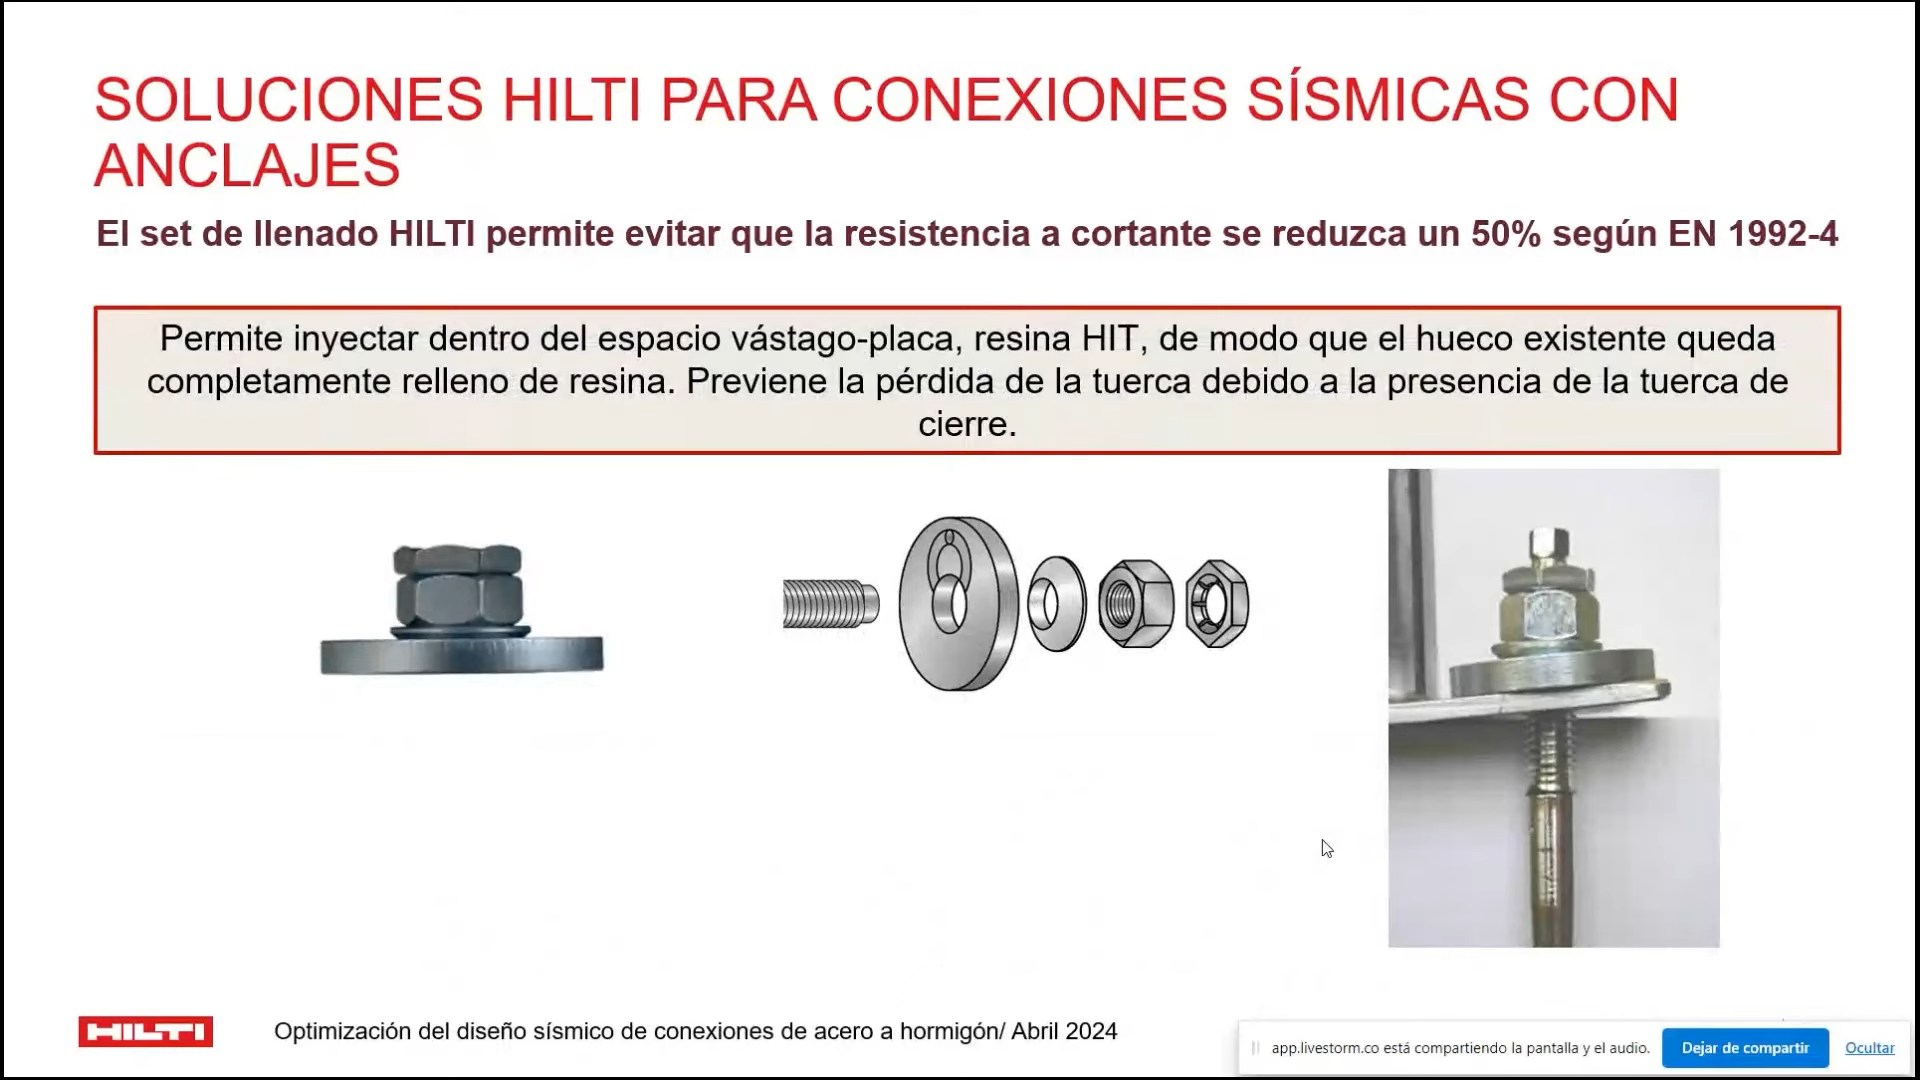 SOLUCIONES HILTI PARA CONEXIONES SÍSMICAS CON
ANCLAJES
El set de llenado HILTI permite evitar que la resistencia a cortante se reduzca un 50% según EN 1992-4
Permite inyectar dentro del espacio vástago-placa, resina HIT, de modo que el hueco existente queda
completamente relleno de resina. Previene la pérdida de la tuerca debido a la presencia de la tuerca de
cierre.
HILTI
Optimización del diseño sísmico de conexiones de acero a hormigón/ Abril 2024
app.livestorm.co está compartiendo la pantalla y el audio.
Dejar de compartir
Ocultar